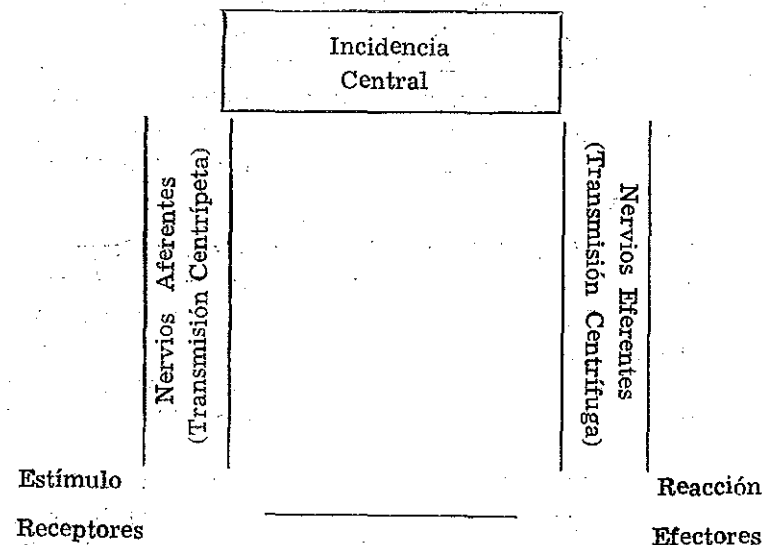 Incidencia
Central
Nervios Aferentes
(Transmisión Centrípeta)
Nervios Eferentes
(Transmisión Centrífuga)
Estímulo
Reacción
Receptores
Efectores